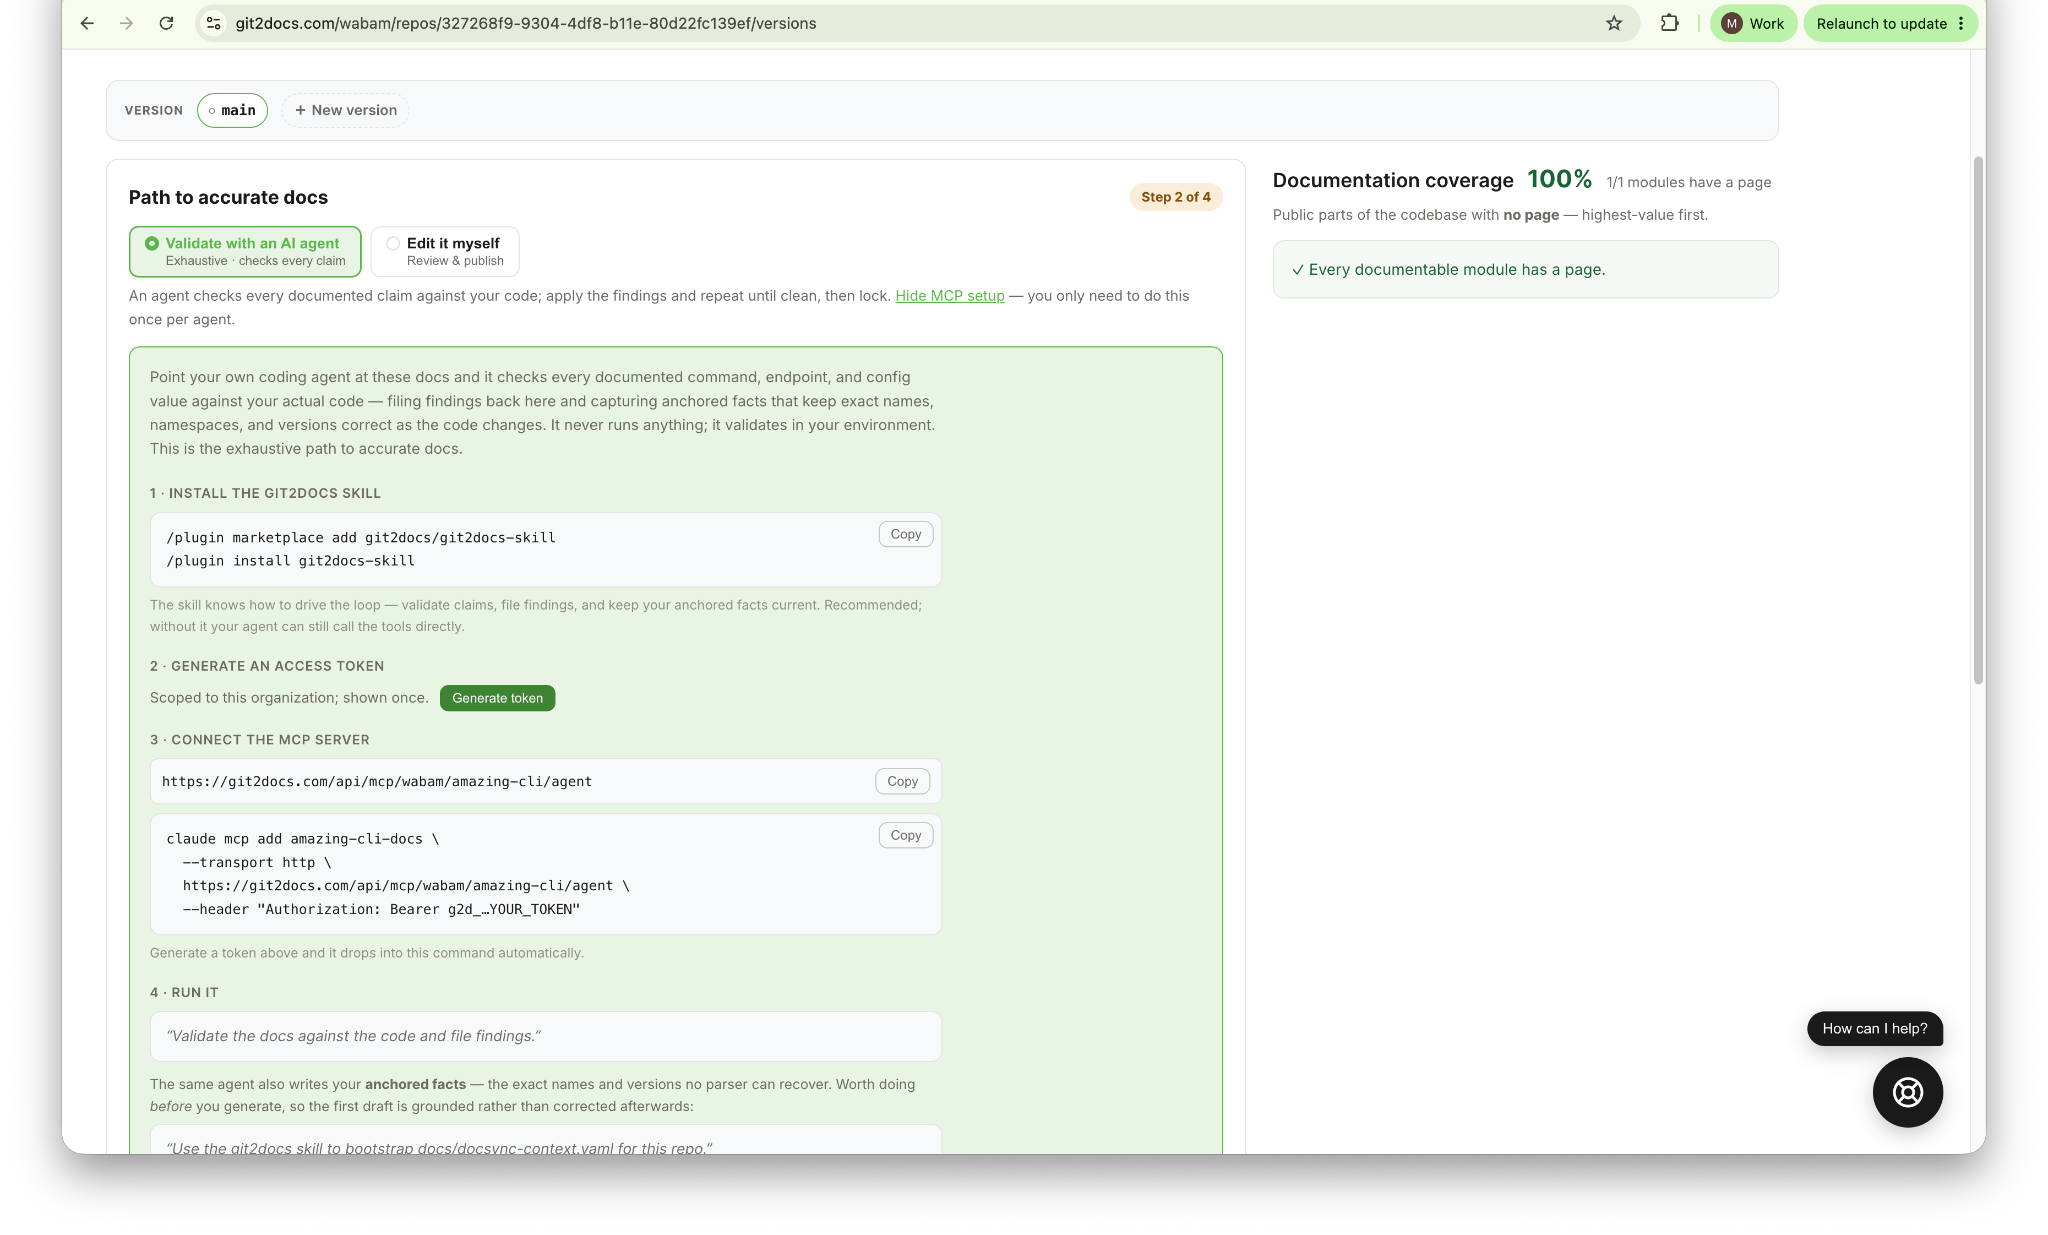 git2docs.com/wabam/repos/327268f9-9304-4df8-b11e-80d22fc139ef/versions
M Work
Relaunch to update
VERSION
main
+ New version
Path to accurate docs
Step 2 of 4
Validate with an AI agent
Exhaustive · checks every claim
Edit it myself
Review & publish
An agent checks every documented claim against your code; apply the findings and repeat until clean, then lock. Hide MCP setup — you only need to do this
once per agent.
Point your own coding agent at these docs and it checks every documented command, endpoint, and config
value against your actual code — filing findings back here and capturing anchored facts that keep exact names,
namespaces, and versions correct as the code changes. It never runs anything; it validates in your environment.
This is the exhaustive path to accurate docs.
1 · INSTALL THE GIT2DOCS SKILL
/plugin marketplace add git2docs/git2docs-skill
/plugin install git2docs-skill
Copy
The skill knows how to drive the loop — validate claims, file findings, and keep your anchored facts current. Recommended;
without it your agent can still call the tools directly.
2 · GENERATE AN ACCESS TOKEN
Scoped to this organization; shown once.
Generate token
3 · CONNECT THE MCP SERVER
https://git2docs.com/api/mcp/wabam/amazing-cli/agent
Copy
claude mcp add amazing-cli-docs \
--transport http \
https://git2docs.com/api/mcp/wabam/amazing-cli/agent \
--header "Authorization: Bearer g2d_…YOUR_TOKEN"
Copy
Generate a token above and it drops into this command automatically.
4 · RUN IT
“Validate the docs against the code and file findings.”
The same agent also writes your anchored facts — the exact names and versions no parser can recover. Worth doing
before you generate, so the first draft is grounded rather than corrected afterwards:
“Use the git2docs skill to bootstrap docs/docsync-context.yaml for this repo.”
Documentation coverage 100% 1/1 modules have a page
Public parts of the codebase with no page — highest-value first.
✓ Every documentable module has a page.
How can I help?